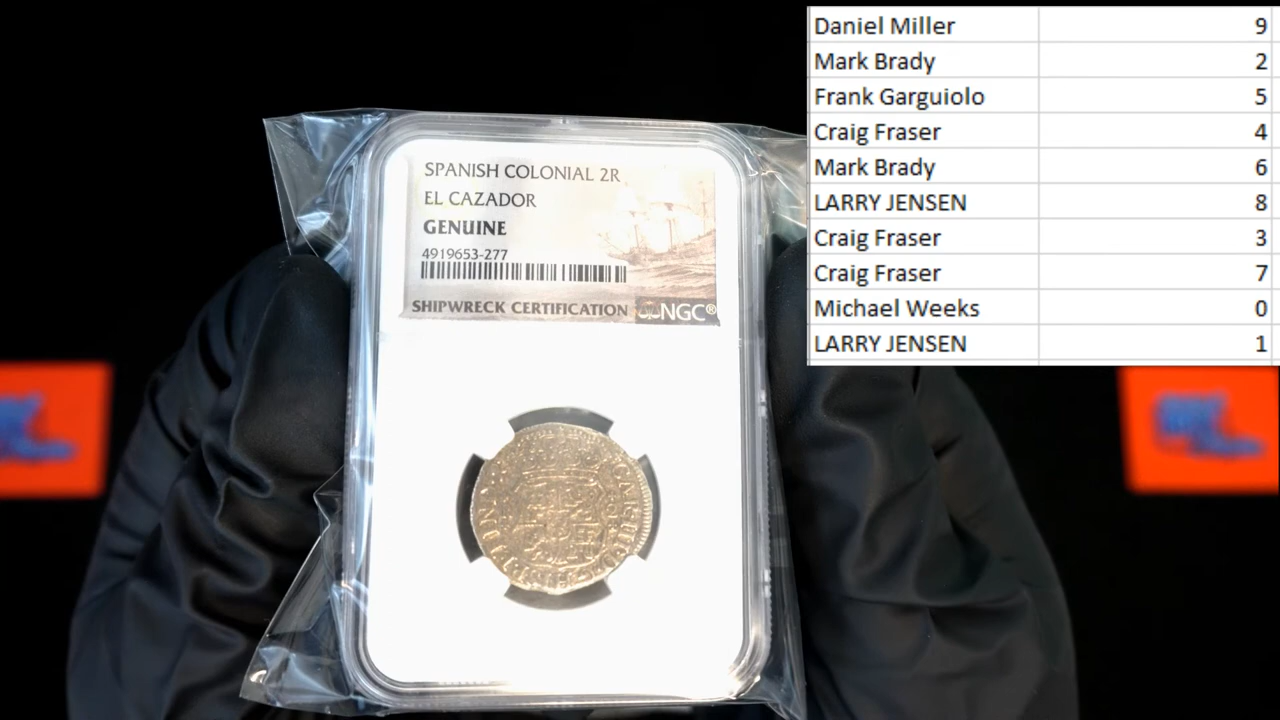 SPANISH COLONIAL 2R
EL CAZADOR
GENUINE
4919653-277
SHIPWRECK CERTIFICATION NGC®
Daniel Miller 9
Mark Brady 2
Frank Garguiolo 5
Craig Fraser 4
Mark Brady 6
LARRY JENSEN 8
Craig Fraser 3
Craig Fraser 7
Michael Weeks 0
LARRY JENSEN 1